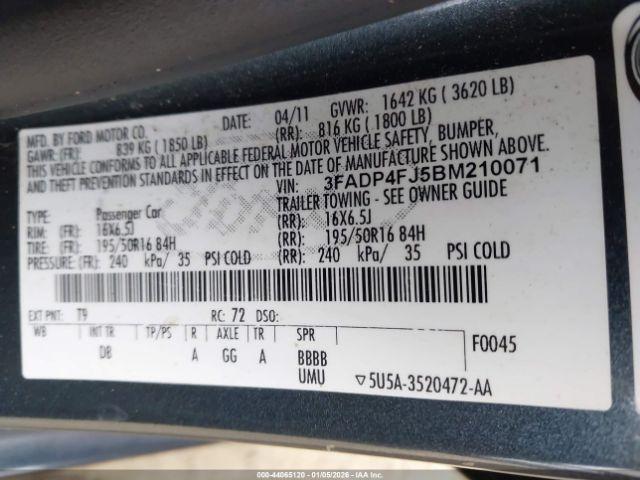 MFD. BY FORD MOTOR CO. DATE: 04/11 GVWR: 1642 KG ( 3620 LB)
GAWR: (FR): 839 KG ( 1850 LB) (RR): 816 KG ( 1800 LB)
THIS VEHICLE CONFORMS TO ALL APPLICABLE FEDERAL MOTOR VEHICLE SAFETY, BUMPER,
AND THEFT PREVENTION STANDARDS IN EFFECT ON THE DATE OF MANUFACTURE SHOWN ABOVE.
VIN: 3FADP4FJ5BM210071
TYPE: Passenger Car TRAILER TOWING - SEE OWNER GUIDE
RIM: (FR): 16X6.5J (RR): 16X6.5J
TIRE: (FR): 195/50R16 84H (RR): 195/50R16 84H
PRESSURE: (FR): 240 kPa/ 35 PSI COLD (RR): 240 kPa/ 35 PSI COLD
EXT PNT: T9 RC: 72 DSO:
WB INT TR TP/PS R AXLE TR SPR F0045
D8 A GG A BBBB
UMU ▽5U5A-3520472-AA
000-44065120 - 01/05/2026 - IAAI.COM